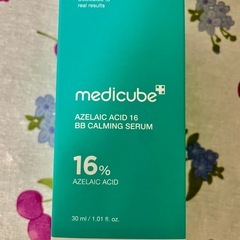 real results
medicube
AZELAIC ACID 16
BB CALMING SERUM
16%
AZELAIC ACID
30 ml / 1.01 fl. oz.